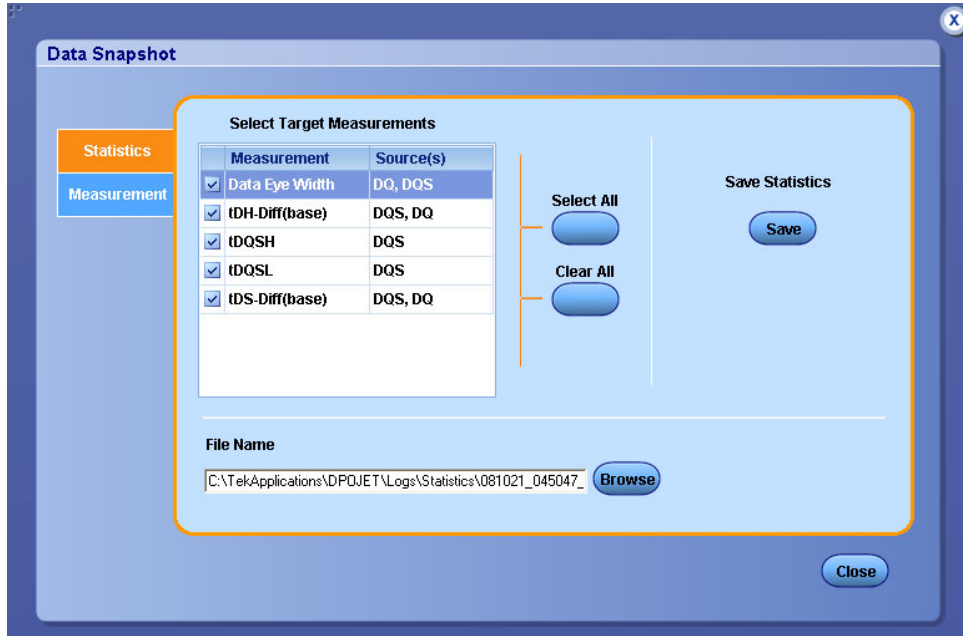 X
Data Snapshot
Statistics
Measurement
Select Target Measurements
Measurement Source(s)
Data Eye Width DQ, DQS
tDH-Diff(base) DQS, DQ
tDQSH DQS
tDQSL DQS
tDS-Diff(base) DQS, DQ
Select All
Clear All
Save Statistics
Save
File Name
C:\TekApplications\DPOJET\Logs\Statistics\081021_045047_
Browse
Close